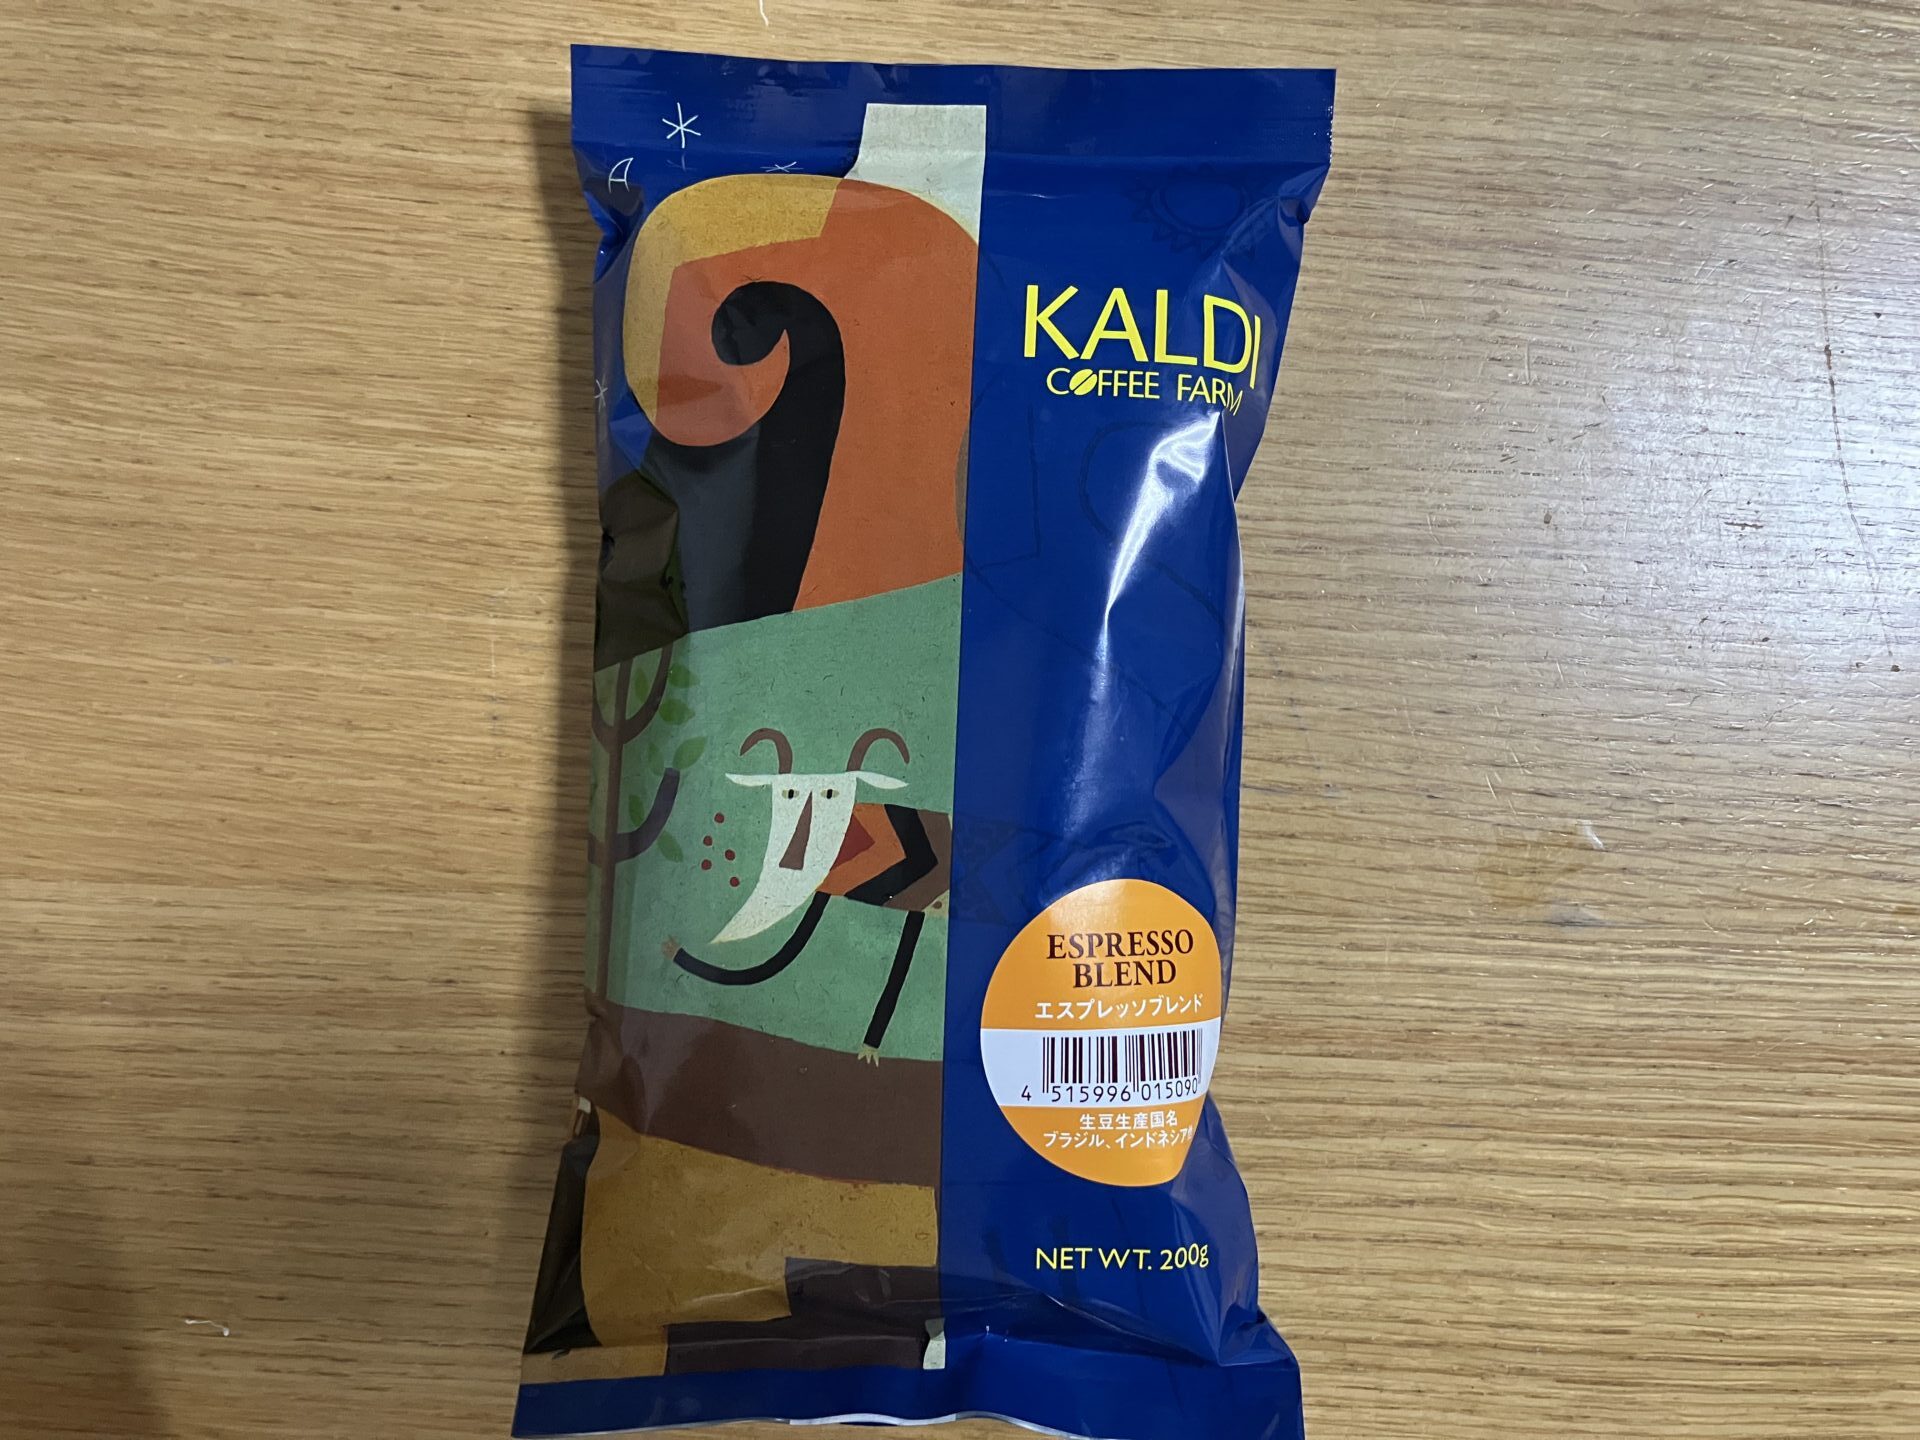 KALDI
COFFEE FARM
ESPRESSO
BLEND
エスプレッソブレンド
4 515996 015090
生豆生産国名
ブラジル、インドネシア他
NET WT. 200g